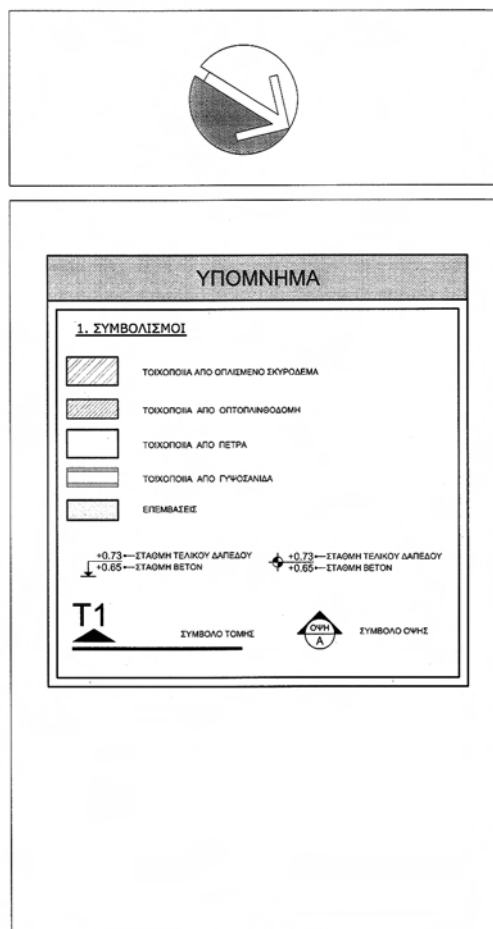 ΥΠΟΜΝΗΜΑ
1. ΣΥΜΒΟΛΙΣΜΟΙ
ΤΟΙΧΟΠΟΙΙΑ ΑΠΟ ΟΠΛΙΣΜΕΝΟ ΣΚΥΡΟΔΕΜΑ
ΤΟΙΧΟΠΟΙΙΑ ΑΠΟ ΟΠΤΟΠΛΙΝΘΟΔΟΜΗ
ΤΟΙΧΟΠΟΙΙΑ ΑΠΟ ΠΕΤΡΑ
ΤΟΙΧΟΠΟΙΙΑ ΑΠΟ ΓΥΨΟΣΑΝΙΔΑ
ΕΠΕΜΒΑΣΕΙΣ
+0.73 ΣΤΑΘΜΗ ΤΕΛΙΚΟΥ ΔΑΠΕΔΟΥ
+0.65 ΣΤΑΘΜΗ ΒΕΤΟΝ
+0.73 ΣΤΑΘΜΗ ΤΕΛΙΚΟΥ ΔΑΠΕΔΟΥ
+0.65 ΣΤΑΘΜΗ ΒΕΤΟΝ
Τ1
ΣΥΜΒΟΛΟ ΤΟΜΗΣ
ΟΨΗ
Α
ΣΥΜΒΟΛΟ ΟΨΗΣ